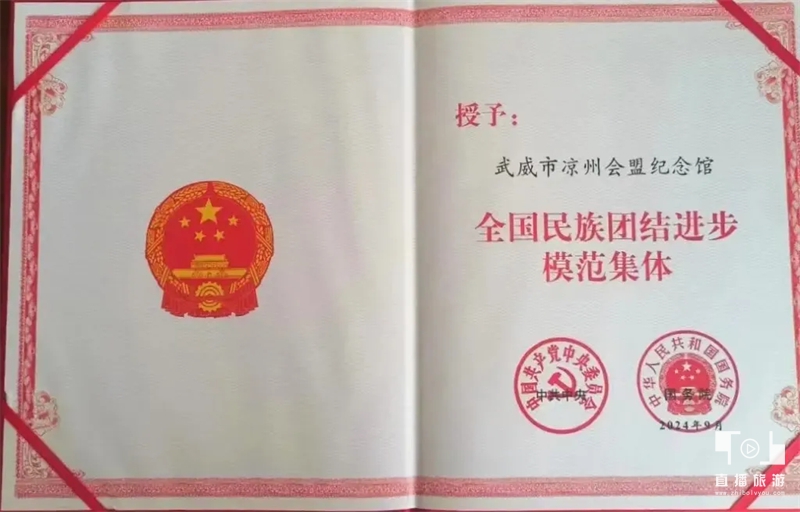 授予：
武威市凉州会盟纪念馆
全国民族团结进步
模范集体
中国共产党中央委员会
中共中央
中华人民共和国国务院
国务院
2024年9月
直播旅游
www.zhibolvyou.com